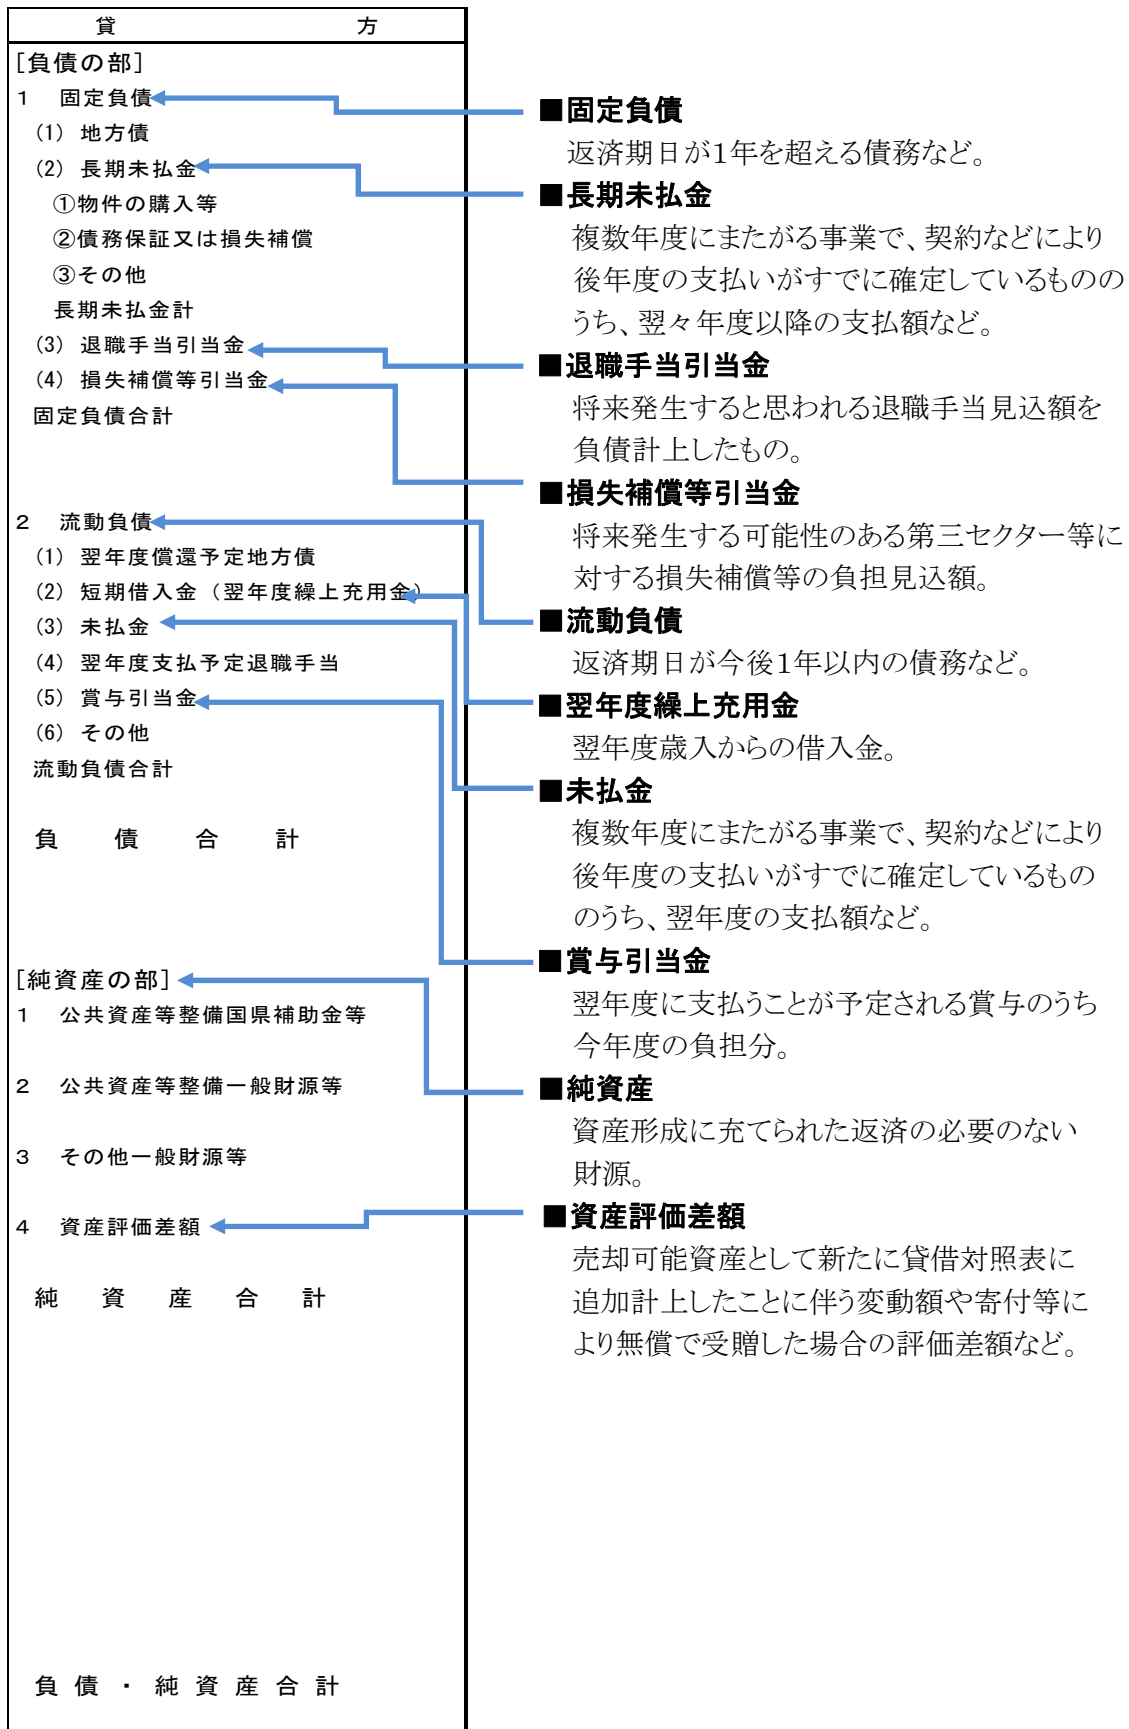 貸　方
[負債の部]
１　固定負債
(1) 地方債
(2) 長期未払金
①物件の購入等
②債務保証又は損失補償
③その他
長期未払金計
(3) 退職手当引当金
(4) 損失補償等引当金
固定負債合計
２　流動負債
(1) 翌年度償還予定地方債
(2) 短期借入金（翌年度繰上充用金）
(3) 未払金
(4) 翌年度支払予定退職手当
(5) 賞与引当金
(6) その他
流動負債合計
負　債　合　計
[純資産の部]
１　公共資産等整備国県補助金等
２　公共資産等整備一般財源等
３　その他一般財源等
４　資産評価差額
純　資　産　合　計
負 債 ・ 純 資 産 合 計
■固定負債
返済期日が１年を超える債務など。
■長期未払金
複数年度にまたがる事業で、契約などにより
後年度の支払いがすでに確定しているものの
うち、翌々年度以降の支払額など。
■退職手当引当金
将来発生すると思われる退職手当見込額を
負債計上したもの。
■損失補償等引当金
将来発生する可能性のある第三セクター等に
対する損失補償等の負担見込額。
■流動負債
返済期日が今後１年以内の債務など。
■翌年度繰上充用金
翌年度歳入からの借入金。
■未払金
複数年度にまたがる事業で、契約などにより
後年度の支払いがすでに確定しているもの
のうち、翌年度の支払額など。
■賞与引当金
翌年度に支払うことが予定される賞与のうち
今年度の負担分。
■純資産
資産形成に充てられた返済の必要のない
財源。
■資産評価差額
売却可能資産として新たに貸借対照表に
追加計上したことに伴う変動額や寄付等に
より無償で受贈した場合の評価差額など。